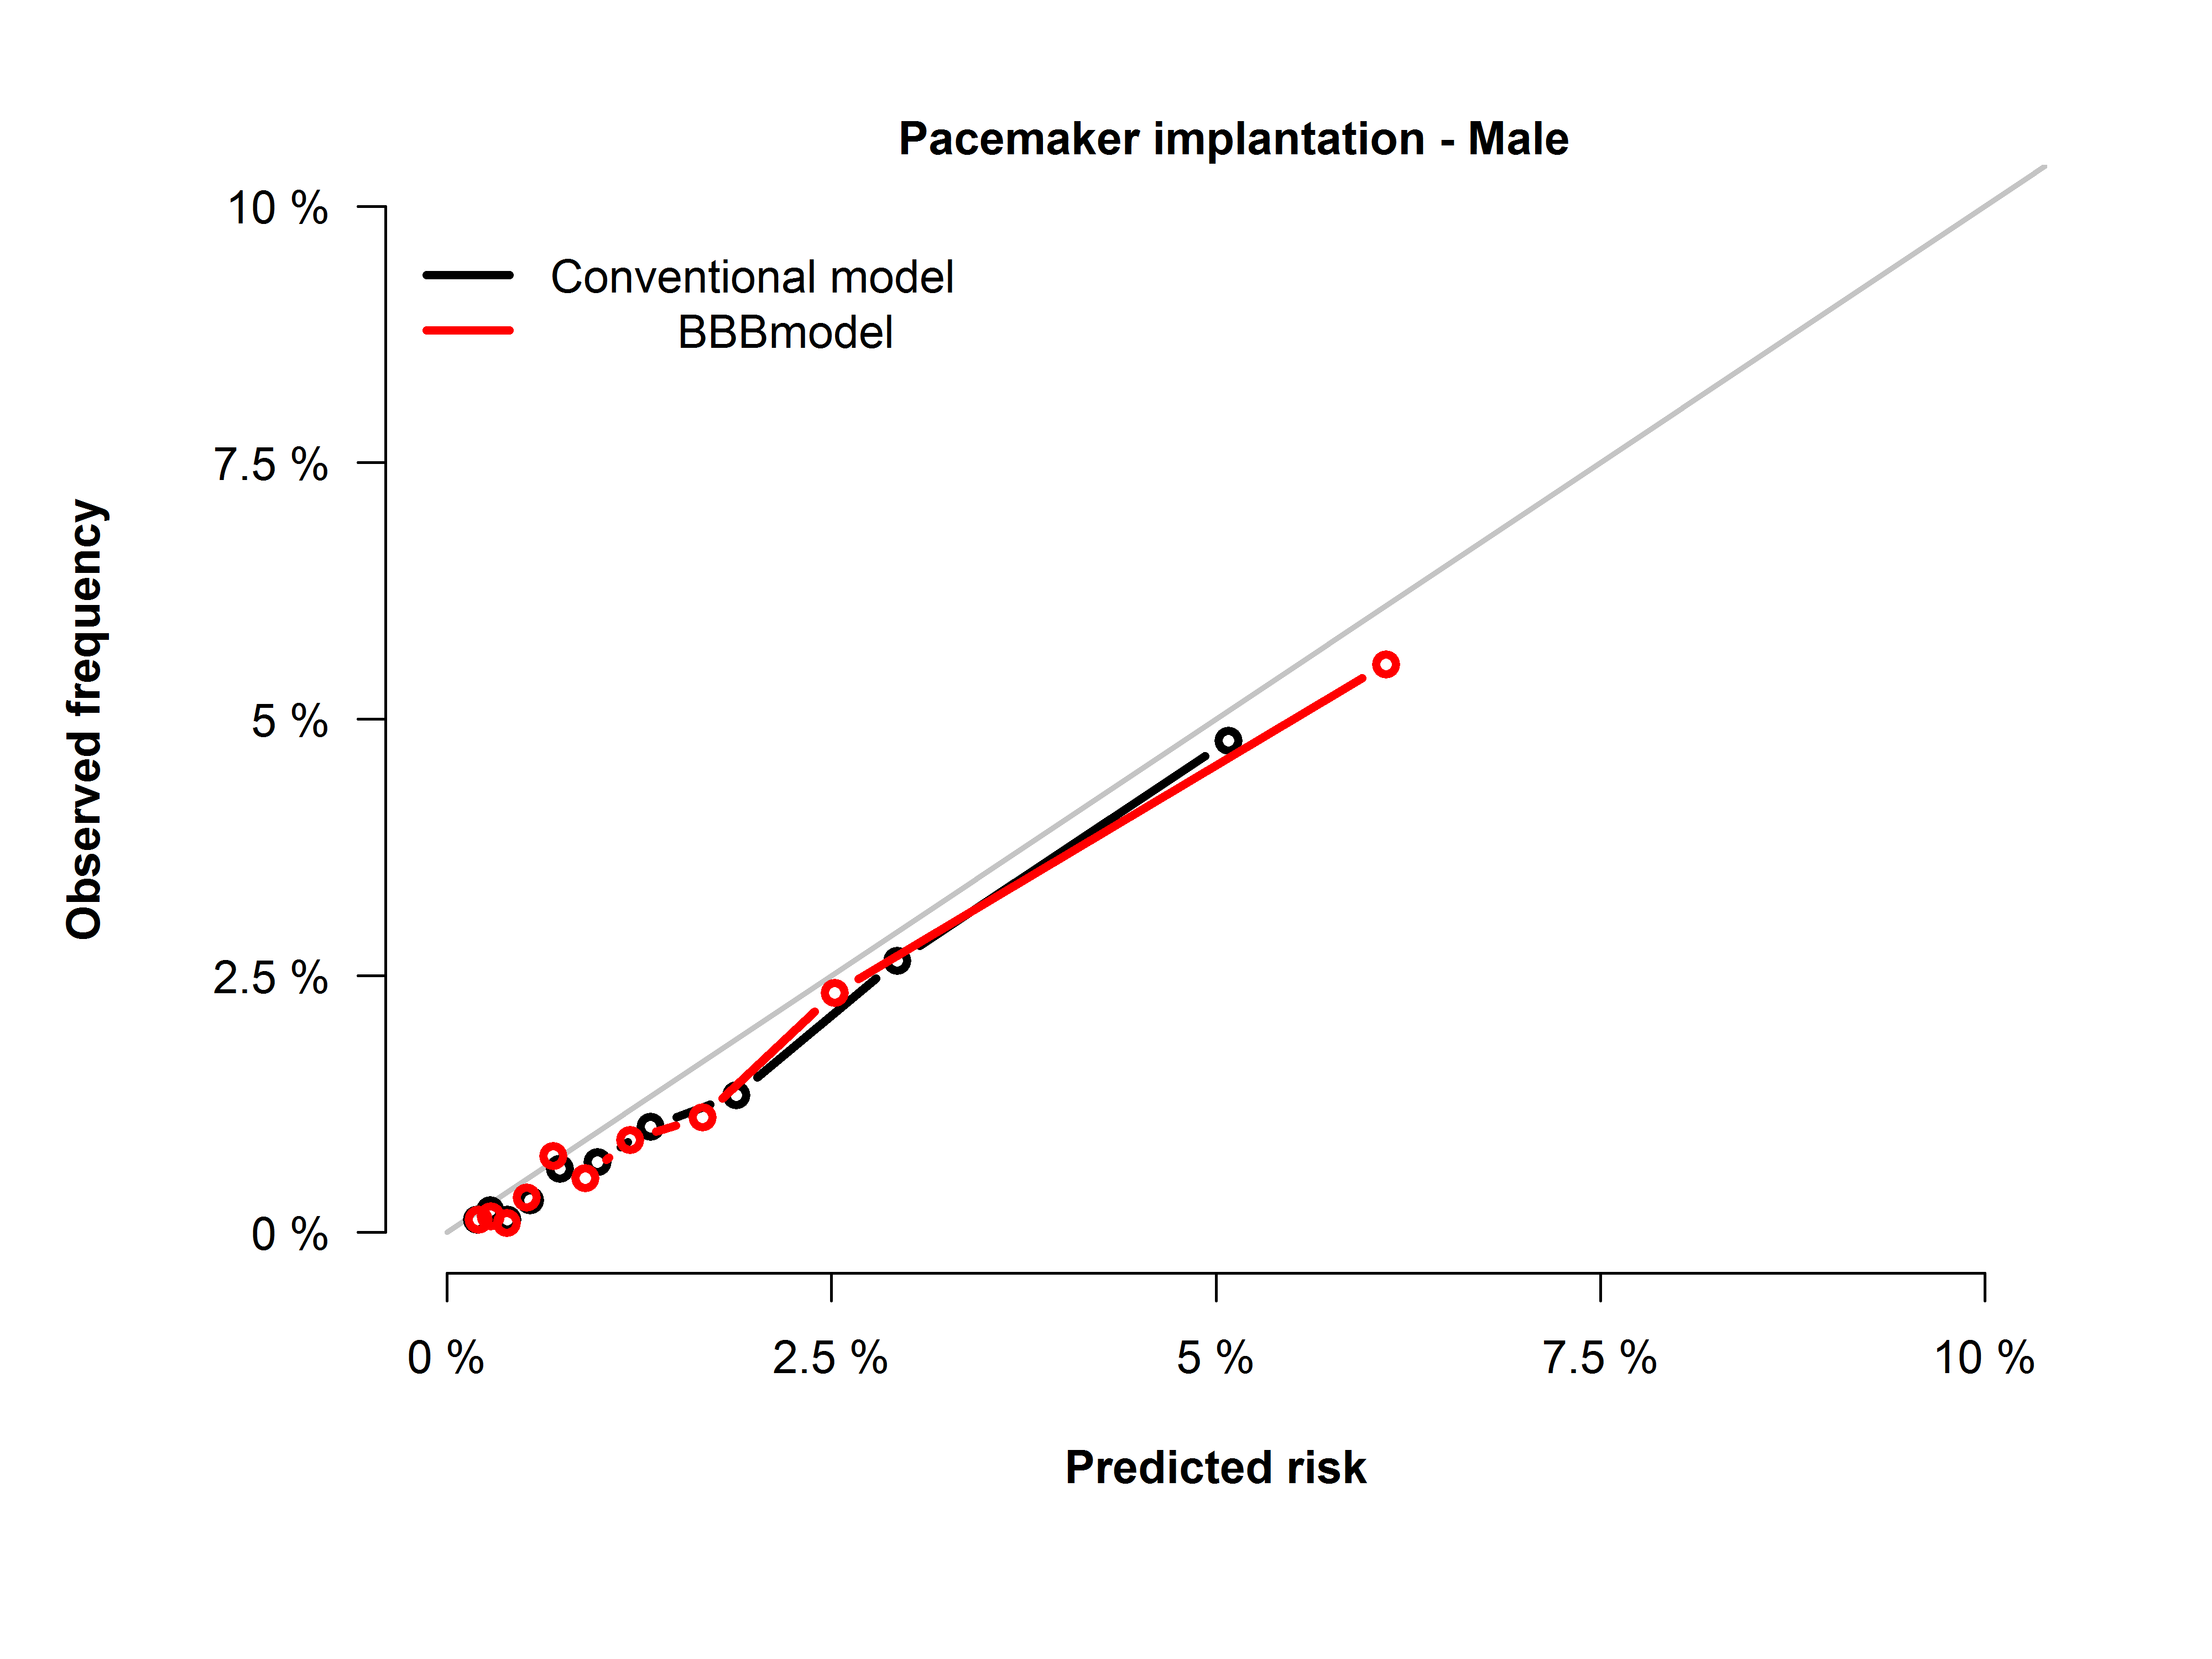 Pacemaker implantation - Male
10 %
Conventional model
BBBmodel
7.5 %
5 %
2.5 %
0 %
Observed frequency
0 %
2.5 %
5 %
7.5 %
10 %
Predicted risk